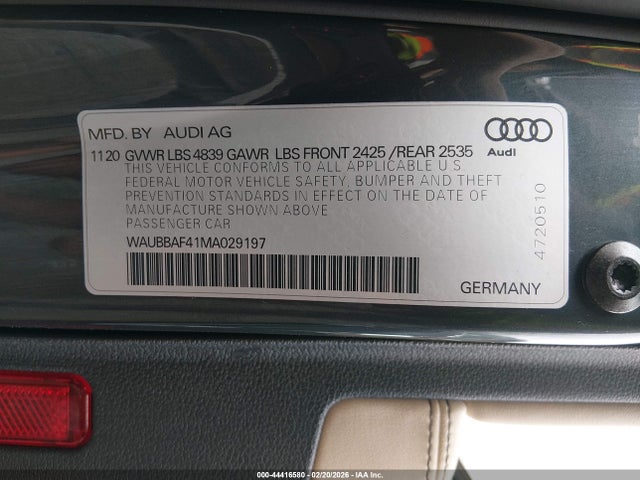 MFD. BY AUDI AG
Audi
11 20 GVWR LBS 4839 GAWR LBS FRONT 2425 /REAR 2535
THIS VEHICLE CONFORMS TO ALL APPLICABLE U.S.
FEDERAL MOTOR VEHICLE SAFETY, BUMPER AND THEFT
PREVENTION STANDARDS IN EFFECT ON THE DATE OF
MANUFACTURE SHOWN ABOVE
PASSENGER CAR
WAUBBAF41MA029197
4720510
GERMANY
000-44416580 - 02/20/2026 - IAA Inc.